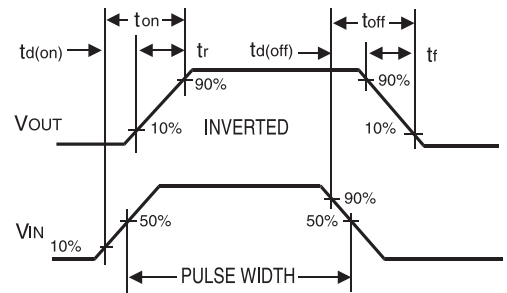 ton toff
td(on) tr td(off) tf
90% 90%
VOUT 10% INVERTED 10%
90%
50% 50%
VIN 10%
PULSE WIDTH